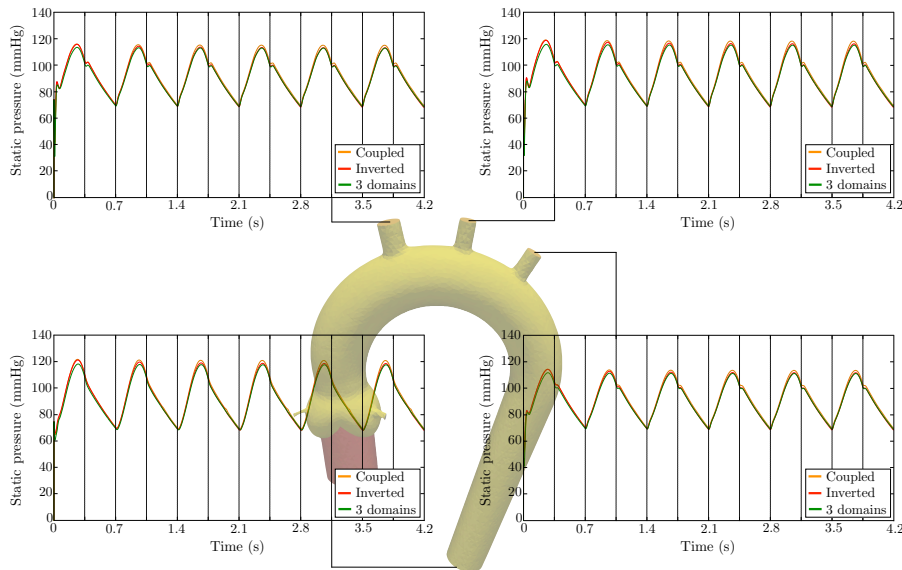 140
120
100
80
60
40
20
0
Static pressure (mmHg)
Coupled
Inverted
3 domains
0 0.7 1.4 2.1 2.8 3.5 4.2
Time (s)
140
120
100
80
60
40
20
0
Static pressure (mmHg)
Coupled
Inverted
3 domains
0 0.7 1.4 2.1 2.8 3.5 4.2
Time (s)
140
120
100
80
60
40
20
0
Static pressure (mmHg)
Coupled
Inverted
3 domains
0 0.7 1.4 2.1 2.8 3.5 4.2
Time (s)
140
120
100
80
60
40
20
0
Static pressure (mmHg)
Coupled
Inverted
3 domains
0 0.7 1.4 2.1 2.8 3.5 4.2
Time (s)